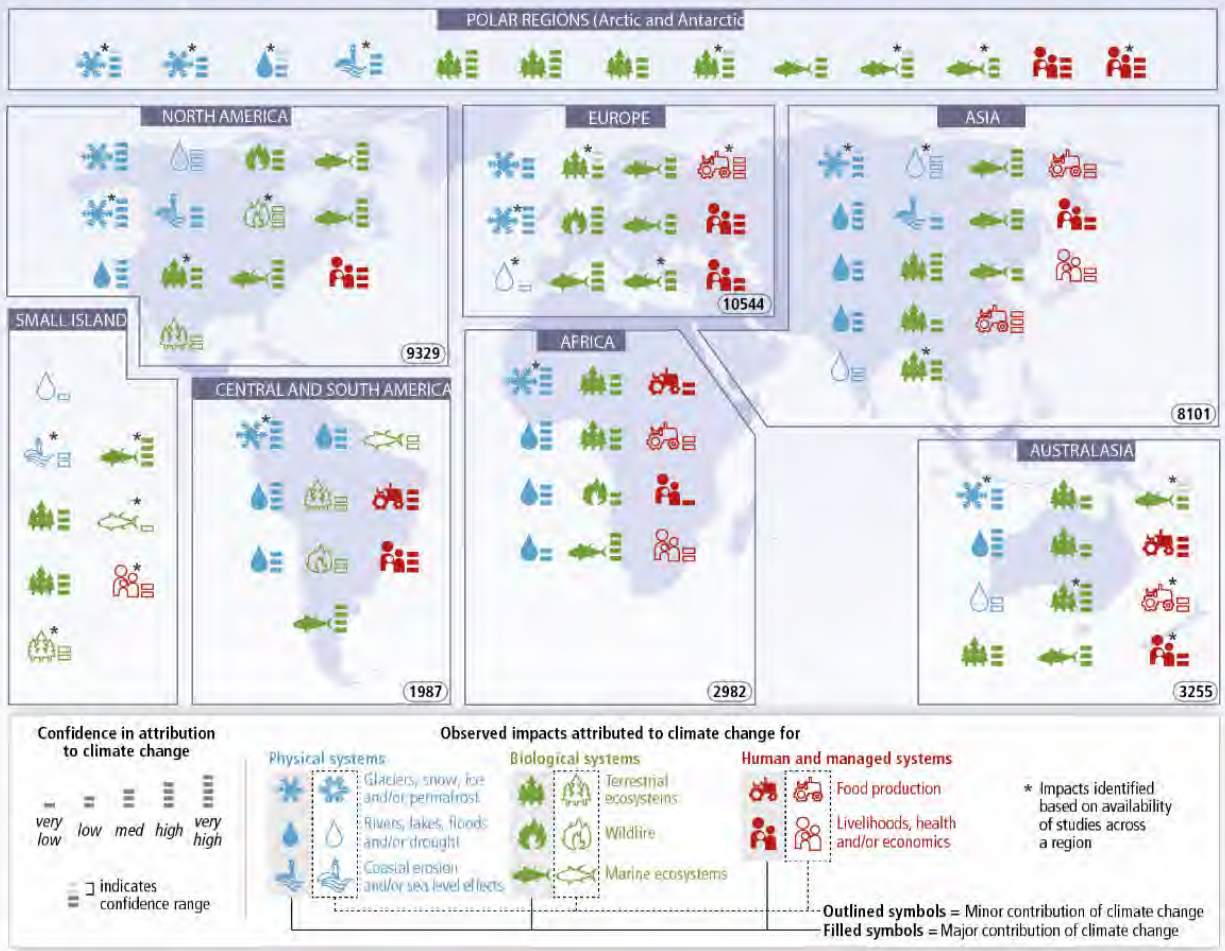 POLAR REGIONS (Arctic and Antarctic
NORTH AMERICA
EUROPE
ASIA
10544
SMALL ISLAND
9329
AFRICA
CENTRAL AND SOUTH AMERICA
8101
AUSTRALASIA
1987
2982
3255
Confidence in attribution
to climate change
very
low
low
med
high
very
high
indicates
confidence range
Observed impacts attributed to climate change for
Physical systems
Glaciers, snow, ice
and/or permafrost
Rivers, lakes, floods
and/or drought
Coastal erosion
and/or sea level effects
Biological systems
Terrestrial
ecosystems
Wildfire
Marine ecosystems
Human and managed systems
Food production
Livelihoods, health
and/or economics
* Impacts identified
based on availability
of studies across
a region
Outlined symbols = Minor contribution of climate change
Filled symbols = Major contribution of climate change